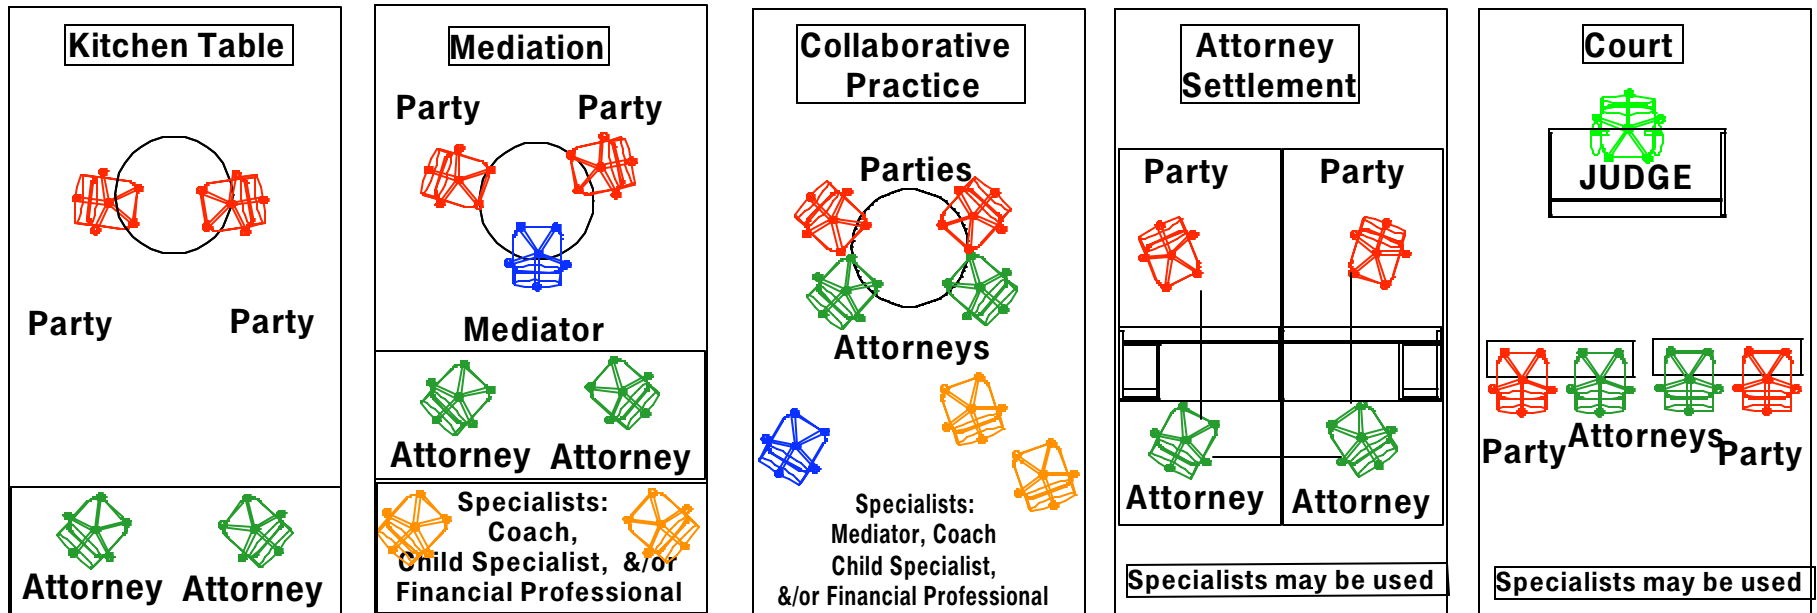 Kitchen Table
Party
Party
Attorney
Attorney
Mediation
Party
Party
Mediator
Attorney
Attorney
Specialists:
Coach,
Child Specialist, &/or
Financial Professional
Collaborative
Practice
Parties
Attorneys
Specialists:
Mediator, Coach
Child Specialist,
&/or Financial Professional
Attorney
Settlement
Party
Party
Attorney
Attorney
Specialists may be used
Court
JUDGE
Party
Attorneys
Party
Specialists may be used